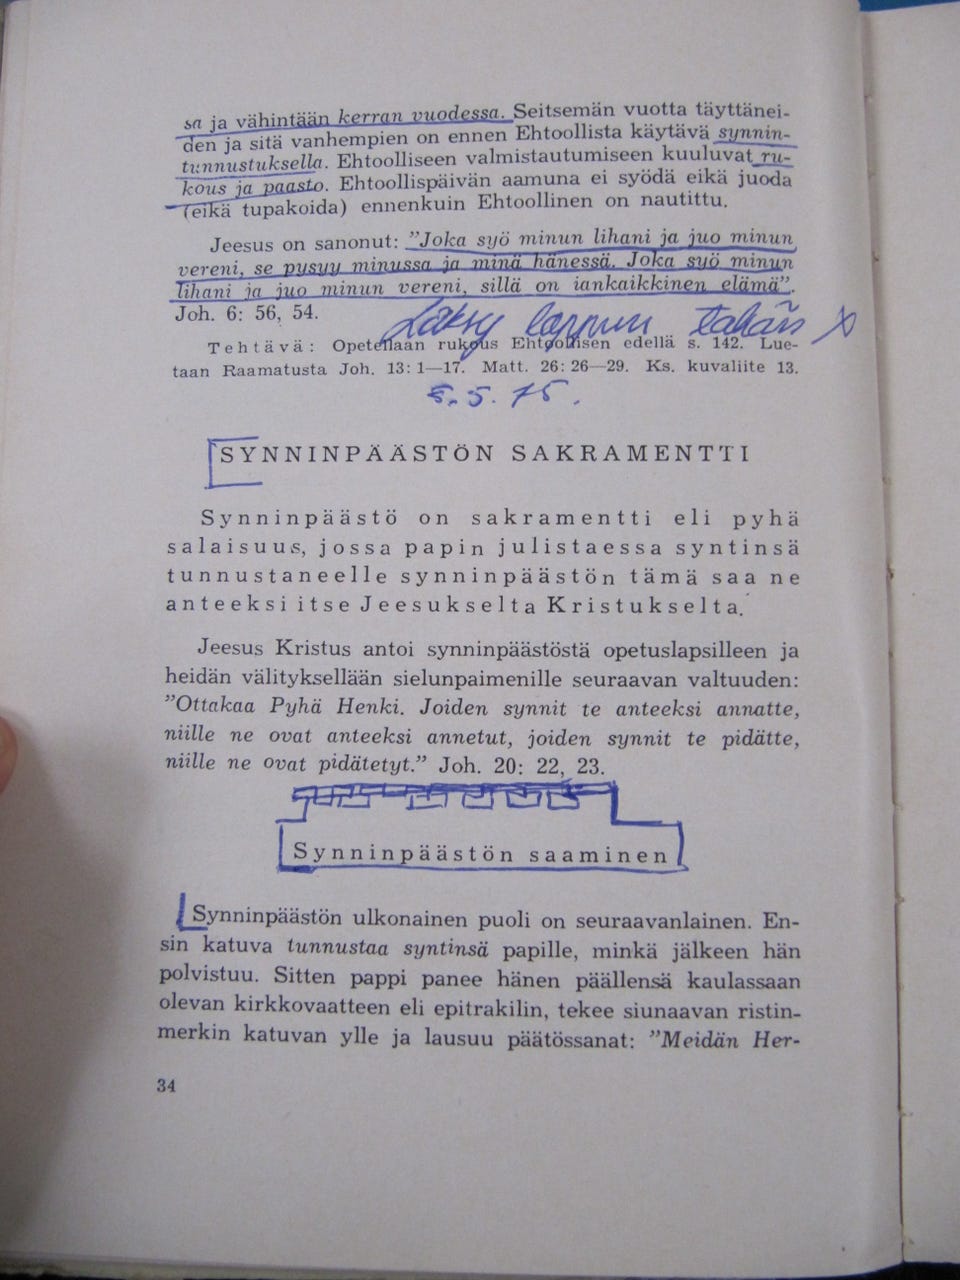 sa ja vähintään kerran vuodessa. Seitsemän vuotta täyttänei-
den ja sitä vanhempien on ennen Ehtoollista käytävä synnin-
tunnustuksella. Ehtoolliseen valmistautumiseen kuuluvat ru-
kous ja paasto. Ehtoollispäivän aamuna ei syödä eikä juoda
(eikä tupakoida) ennenkuin Ehtoollinen on nautittu.
Jeesus on sanonut: ”Joka syö minun lihani ja juo minun
vereni, se pysyy minussa ja minä hänessä. Joka syö minun
lihani ja juo minun vereni, sillä on iankaikkinen elämä”.
Joh. 6: 56, 54.
Läksy loppuu tähän x
Tehtävä: Opetellaan rukous Ehtoollisen edellä s. 142. Lue-
taan Raamatusta Joh. 13: 1—17. Matt. 26: 26—29. Ks. kuvaliite 13.
5.5.75.
SYNNINPÄÄSTÖN SAKRAMENTTI
Synninpäästö on sakramentti eli pyhä
salaisuus, jossa papin julistaessa syntinsä
tunnustaneelle synninpäästön tämä saa ne
anteeksi itse Jeesukselta Kristukselta.
Jeesus Kristus antoi synninpäästöstä opetuslapsilleen ja
heidän välityksellään sielunpaimenille seuraavan valtuuden:
”Ottakaa Pyhä Henki. Joiden synnit te anteeksi annatte,
niille ne ovat anteeksi annetut, joiden synnit te pidätte,
niille ne ovat pidätetyt.” Joh. 20: 22, 23.
Synninpäästön saaminen
Synninpäästön ulkonainen puoli on seuraavanlainen. En-
sin katuva tunnustaa syntinsä papille, minkä jälkeen hän
polvistuu. Sitten pappi panee hänen päällensä kaulassaan
olevan kirkkovaatteen eli epitrakilin, tekee siunaavan ristin-
merkin katuvan ylle ja lausuu päätössanat: ”Meidän Her-
34